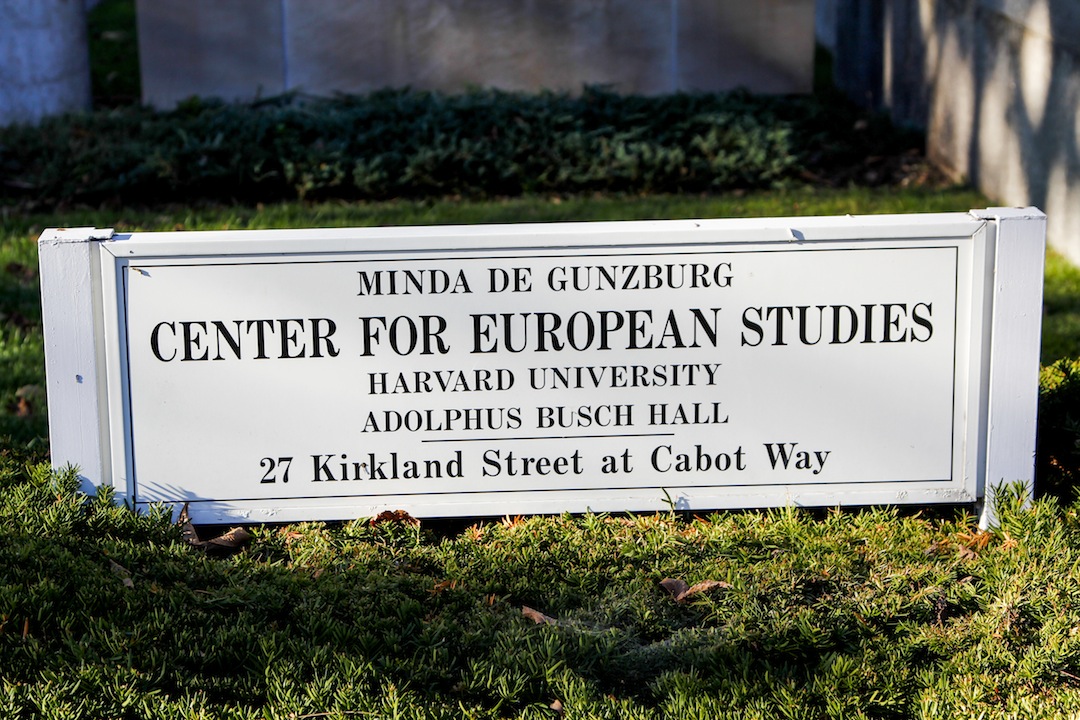 MINDA DE GUNZBURG
CENTER FOR EUROPEAN STUDIES
HARVARD UNIVERSITY
ADOLPHUS BUSCH HALL
27 Kirkland Street at Cabot Way